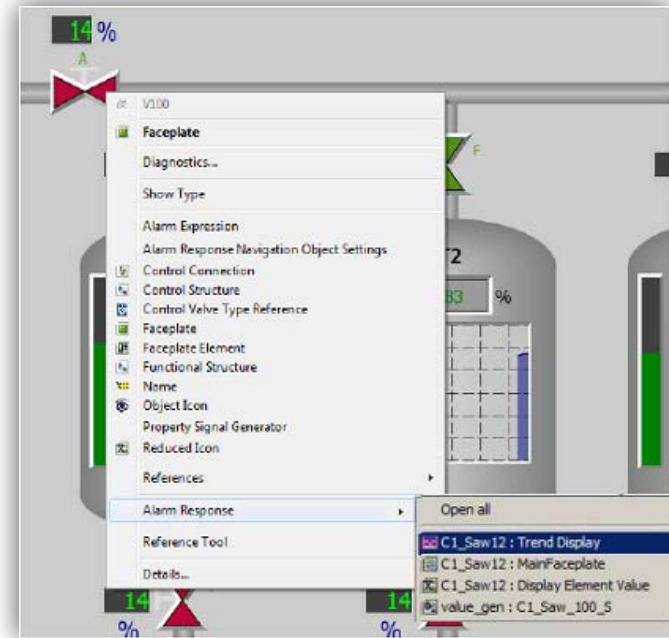 14 %
A
V100
Faceplate
Diagnostics...
Show Type
F
Alarm Expression
Alarm Response Navigation Object Settings
Control Connection
T2
Control Structure
83 %
Control Valve Type Reference
Faceplate
Faceplate Element
Functional Structure
Name
Object Icon
Property Signal Generator
Reduced Icon
References
Alarm Response
Open all
Reference Tool
C1_Saw12 : Trend Display
C1_Saw12 : MainFaceplate
Details...
C1_Saw12 : Display Element Value
value_gen : C1_Saw_100_S
14 14
% %